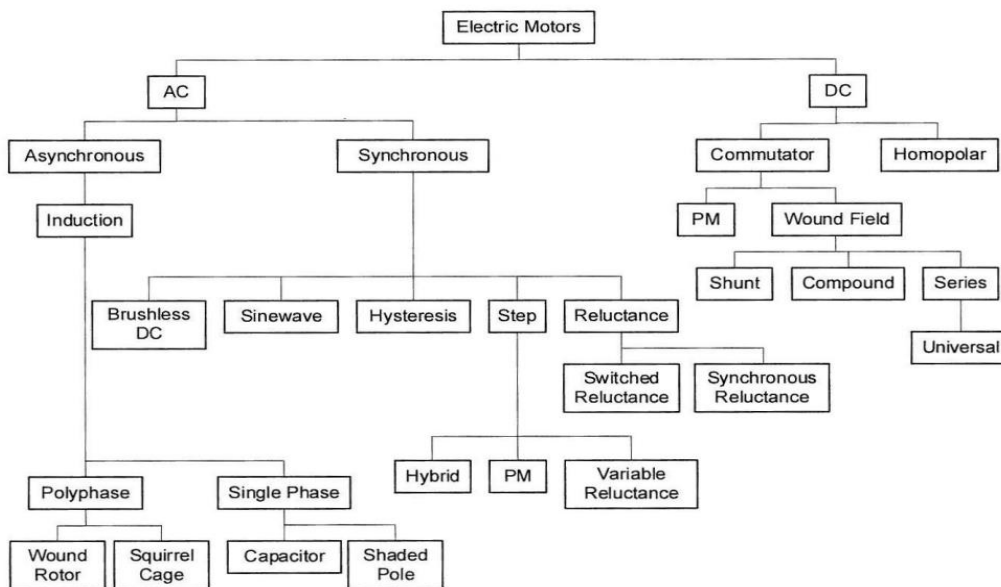 Electric Motors
AC
DC
Asynchronous
Synchronous
Commutator
Homopolar
Induction
PM
Wound Field
Shunt
Compound
Series
Brushless
DC
Sinewave
Hysteresis
Step
Reluctance
Universal
Switched
Reluctance
Synchronous
Reluctance
Hybrid
PM
Variable
Reluctance
Polyphase
Single Phase
Wound
Rotor
Squirrel
Cage
Capacitor
Shaded
Pole